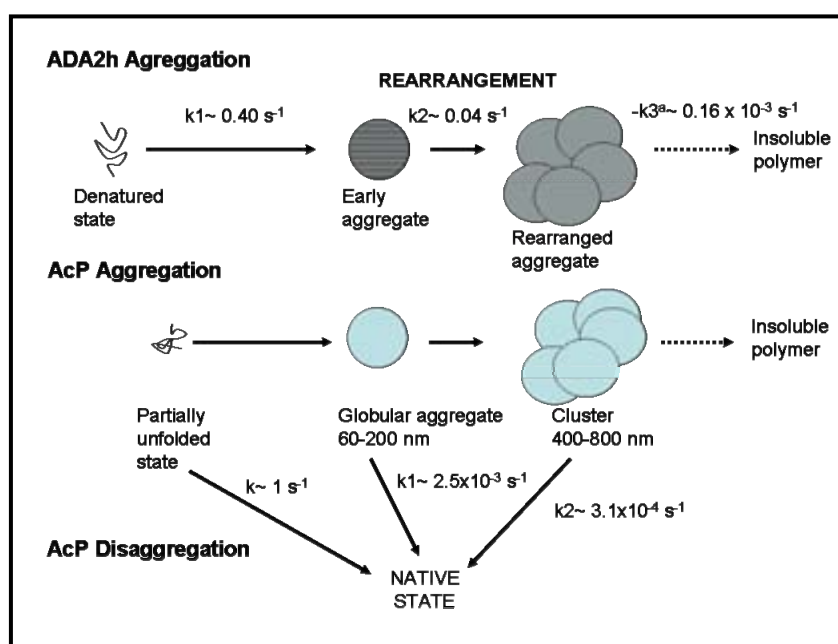 ADA2h Agreggation
REARRANGEMENT
k1~ 0.40 s⁻¹
k2~ 0.04 s⁻¹
-k3ª~ 0.16 x 10⁻³ s⁻¹
Denatured
state
Early
aggregate
Rearranged
aggregate
Insoluble
polymer
AcP Aggregation
Insoluble
polymer
Partially
unfolded
state
Globular aggregate
60-200 nm
Cluster
400-800 nm
k~ 1 s⁻¹
k1~ 2.5x10⁻³ s⁻¹
k2~ 3.1x10⁻⁴ s⁻¹
AcP Disaggregation
NATIVE
STATE